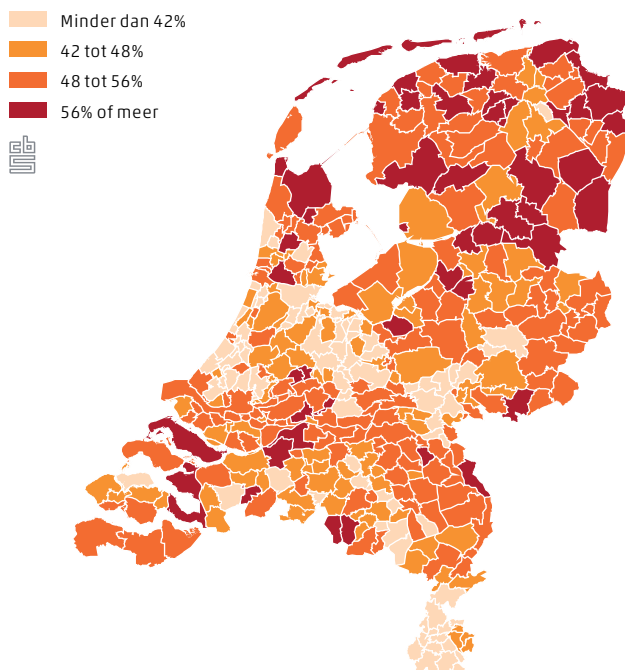 Minder dan 42%
42 tot 48%
48 tot 56%
56% of meer